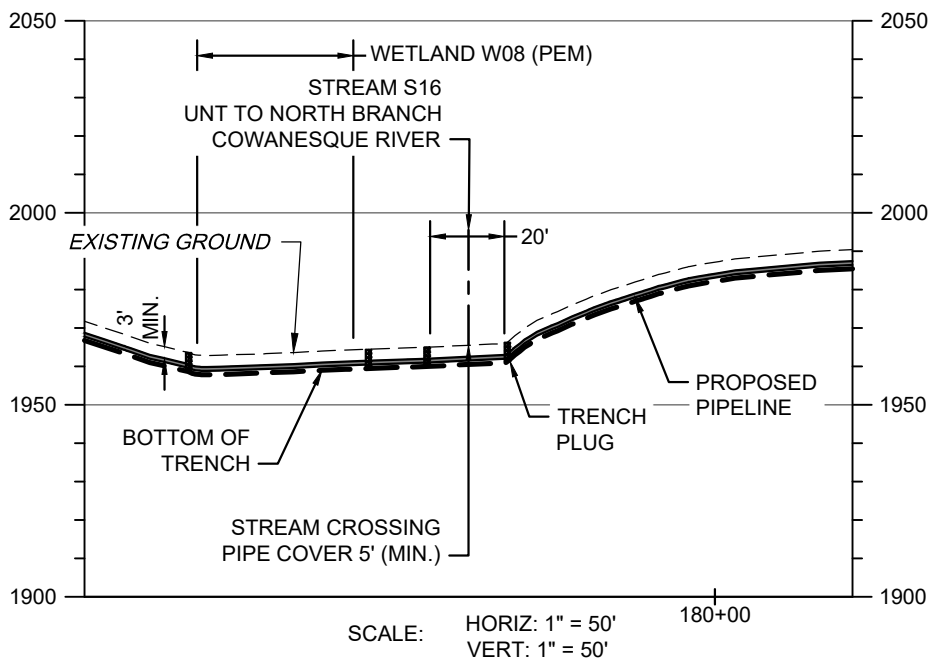 2050
2050
WETLAND W08 (PEM)
STREAM S16
UNT TO NORTH BRANCH
COWANESQUE RIVER
2000
2000
20'
EXISTING GROUND
3'
MIN.
PROPOSED
PIPELINE
1950
1950
TRENCH
PLUG
BOTTOM OF
TRENCH
STREAM CROSSING
PIPE COVER 5' (MIN.)
1900
1900
180+00
SCALE: HORIZ: 1" = 50'
VERT: 1" = 50'